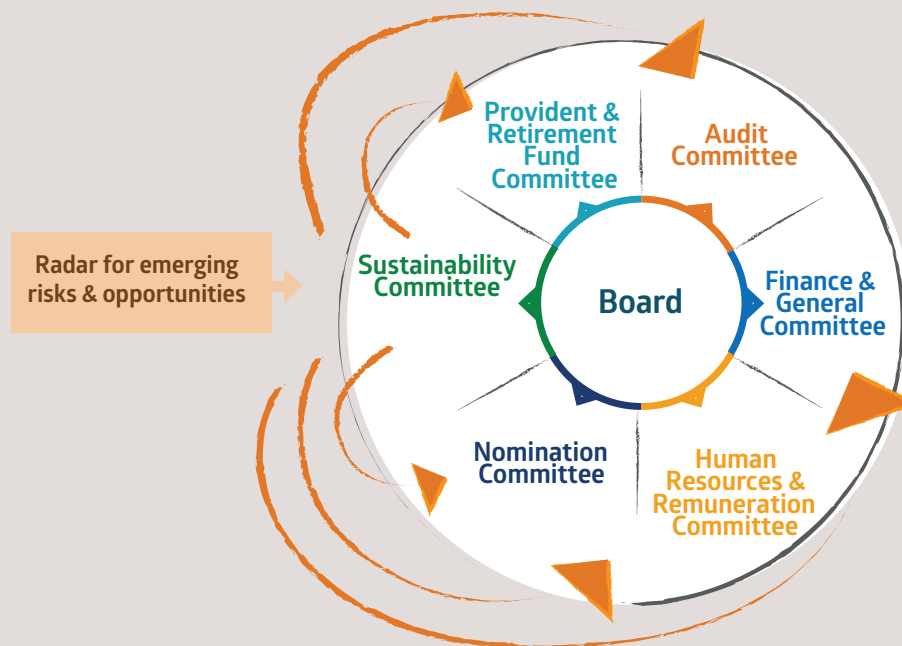 Provident &
Retirement
Fund
Committee
Audit
Committee
Radar for emerging
risks & opportunities
Sustainability
Committee
Board
Finance &
General
Committee
Nomination
Committee
Human
Resources &
Remuneration
Committee